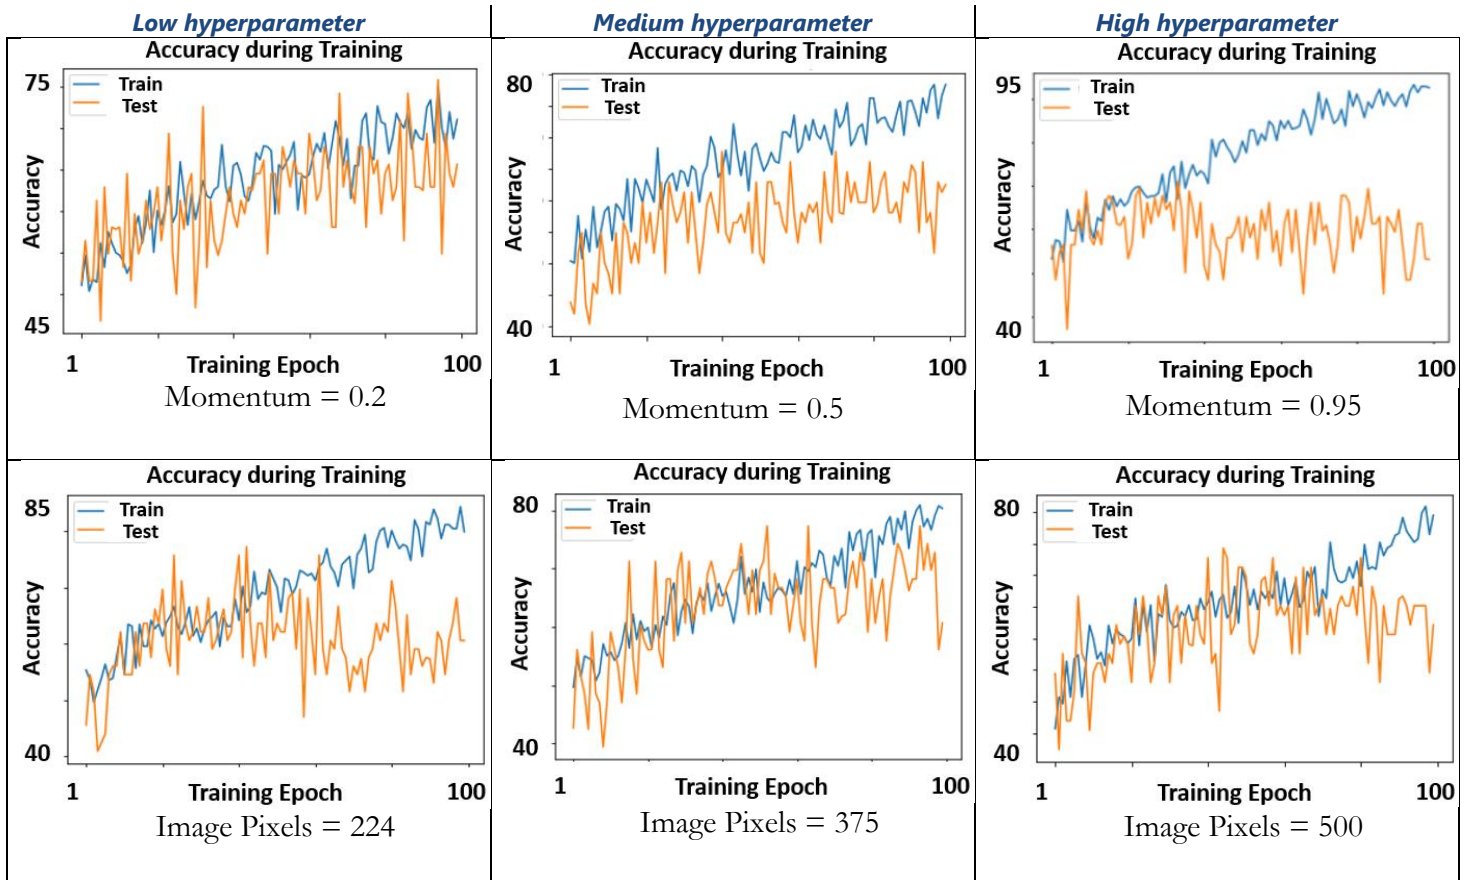 Low hyperparameter
Medium hyperparameter
High hyperparameter
Accuracy during Training
75
Train
Test
Accuracy
45
1
Training Epoch
100
Momentum = 0.2
Accuracy during Training
80
Train
Test
Accuracy
40
1
Training Epoch
100
Momentum = 0.5
Accuracy during Training
95
Train
Test
Accuracy
40
1
Training Epoch
100
Momentum = 0.95
Accuracy during Training
85
Train
Test
Accuracy
40
1
Training Epoch
100
Image Pixels = 224
Accuracy during Training
80
Train
Test
Accuracy
40
1
Training Epoch
100
Image Pixels = 375
Accuracy during Training
80
Train
Test
Accuracy
40
1
Training Epoch
100
Image Pixels = 500